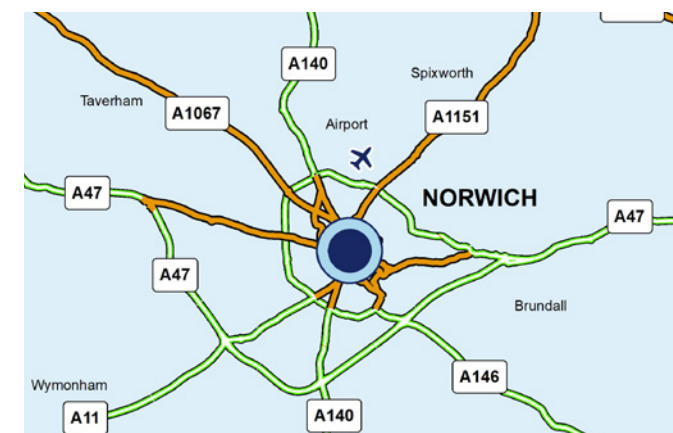 A140
Spixworth
Taverham
A1067
A1151
Airport
A47
NORWICH
A47
A47
Brundall
Wymonham
A146
A11
A140